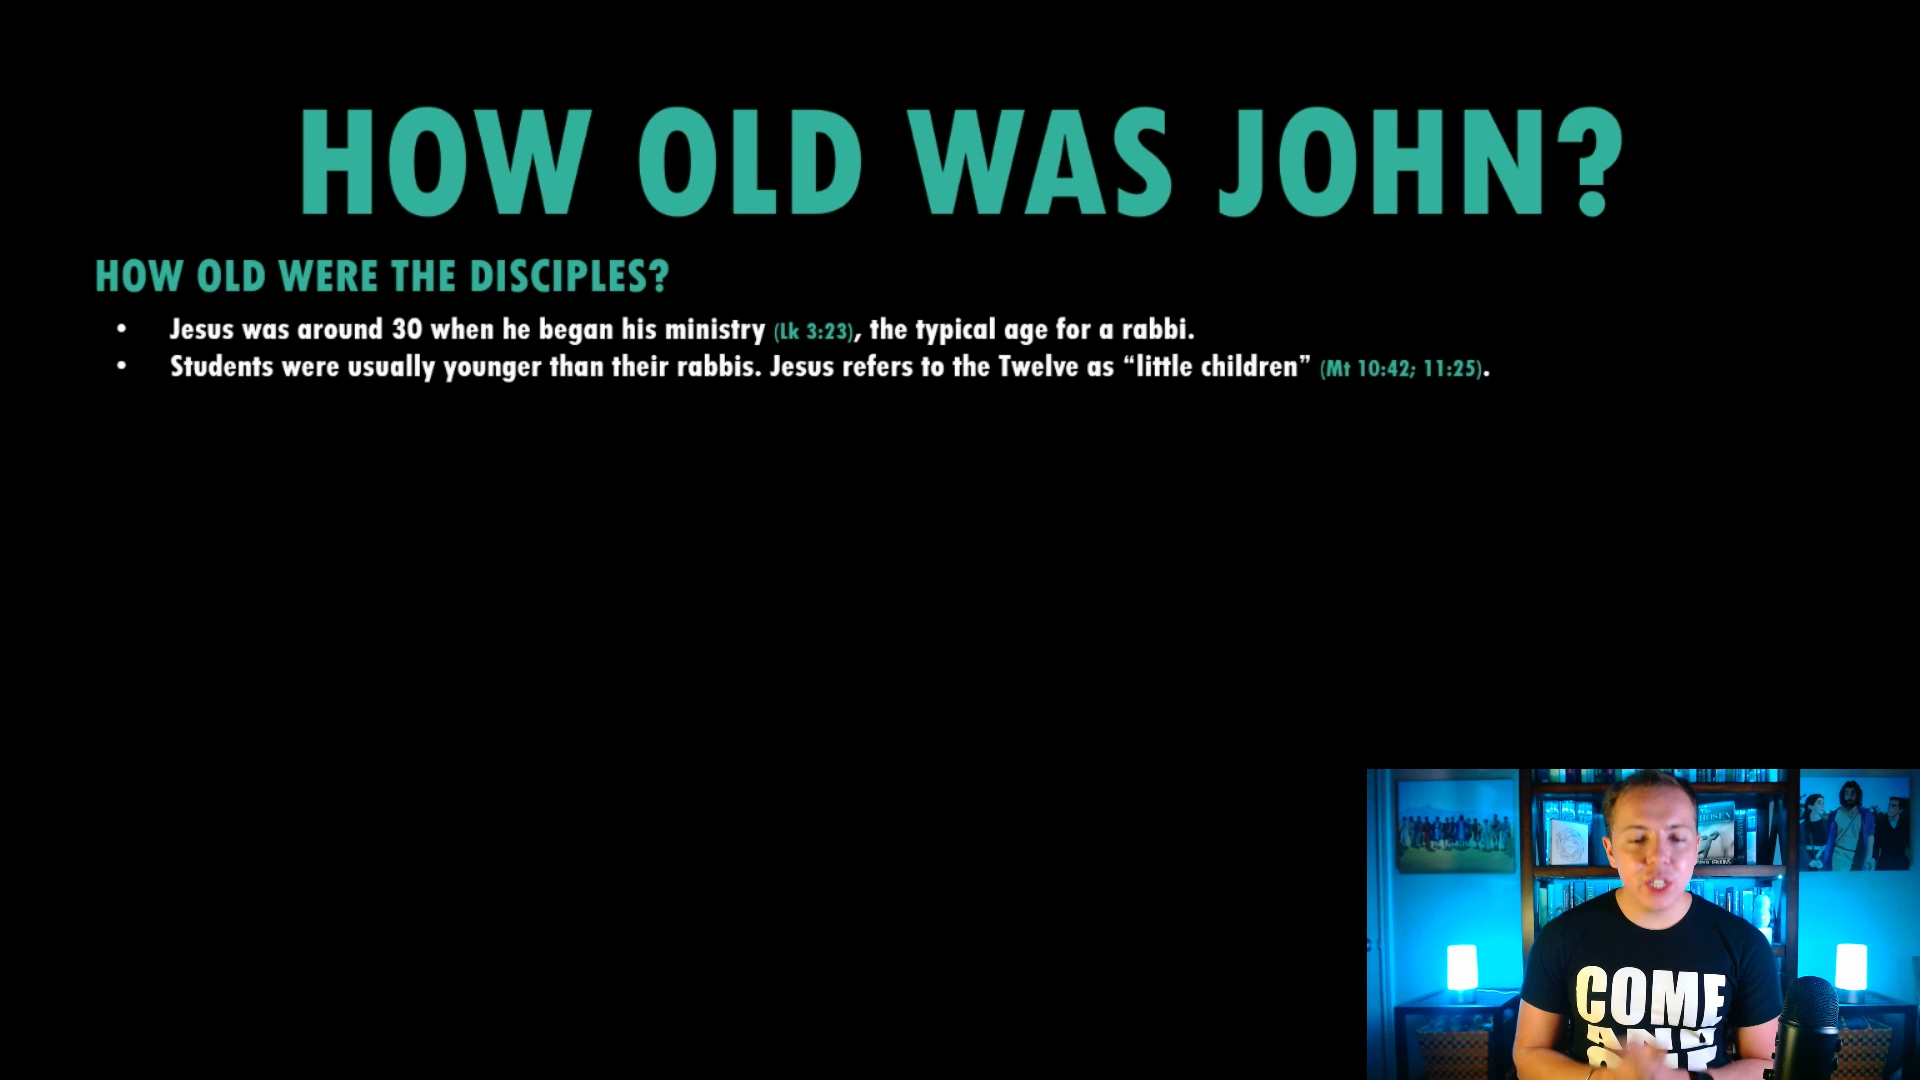 HOW OLD WAS JOHN?
HOW OLD WERE THE DISCIPLES?
• Jesus was around 30 when he began his ministry (Lk 3:23), the typical age for a rabbi.
• Students were usually younger than their rabbis. Jesus refers to the Twelve as “little children” (Mt 10:42; 11:25).
COME
AND